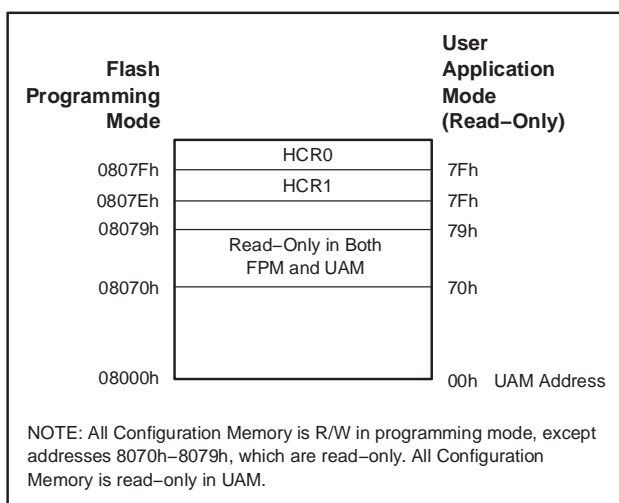 Flash
Programming
Mode
User
Application
Mode
(Read−Only)
HCR0
0807Fh
7Fh
HCR1
0807Eh
7Fh
08079h
79h
Read−Only in Both
FPM and UAM
08070h
70h
08000h
00h UAM Address
NOTE: All Configuration Memory is R/W in programming mode, except
addresses 8070h−8079h, which are read−only. All Configuration
Memory is read−only in UAM.